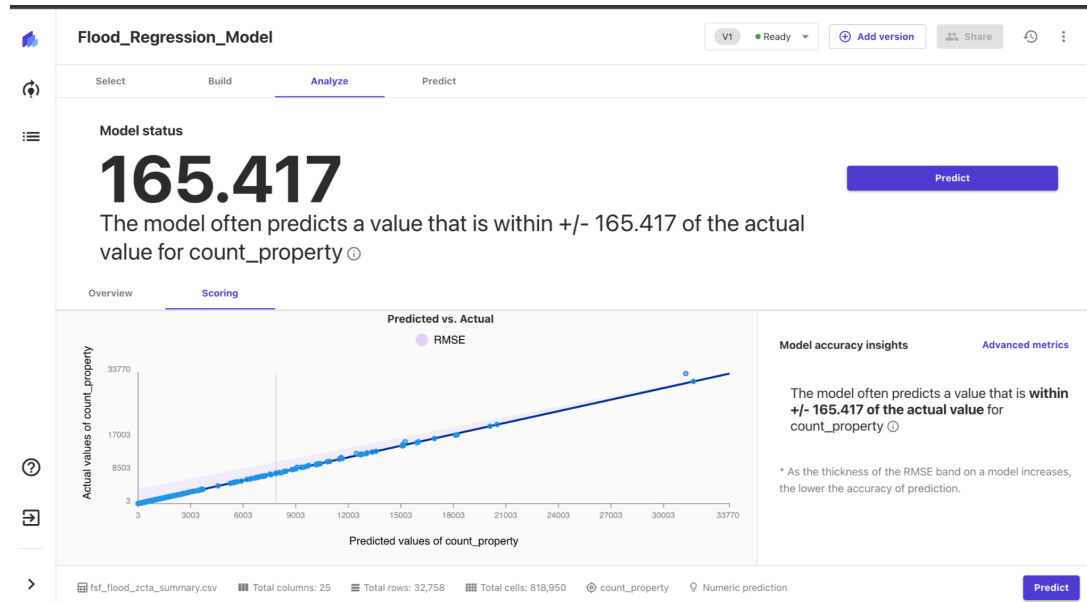 Flood_Regression_Model
V1
Ready
Add version
Share
Select
Build
Analyze
Predict
Model status
165.417
Predict
The model often predicts a value that is within +/- 165.417 of the actual
value for count_property
Overview
Scoring
Predicted vs. Actual
RMSE
Actual values of count_property
33770
17003
8503
3
3
3003
6003
9003
12003
15003
18003
21003
24003
27003
30003
33770
Predicted values of count_property
Model accuracy insights
Advanced metrics
The model often predicts a value that is within
+/- 165.417 of the actual value for
count_property
* As the thickness of the RMSE band on a model increases,
the lower the accuracy of prediction.
fsf_flood_zcta_summary.csv
Total columns: 25
Total rows: 32,758
Total cells: 818,950
count_property
Numeric prediction
Predict